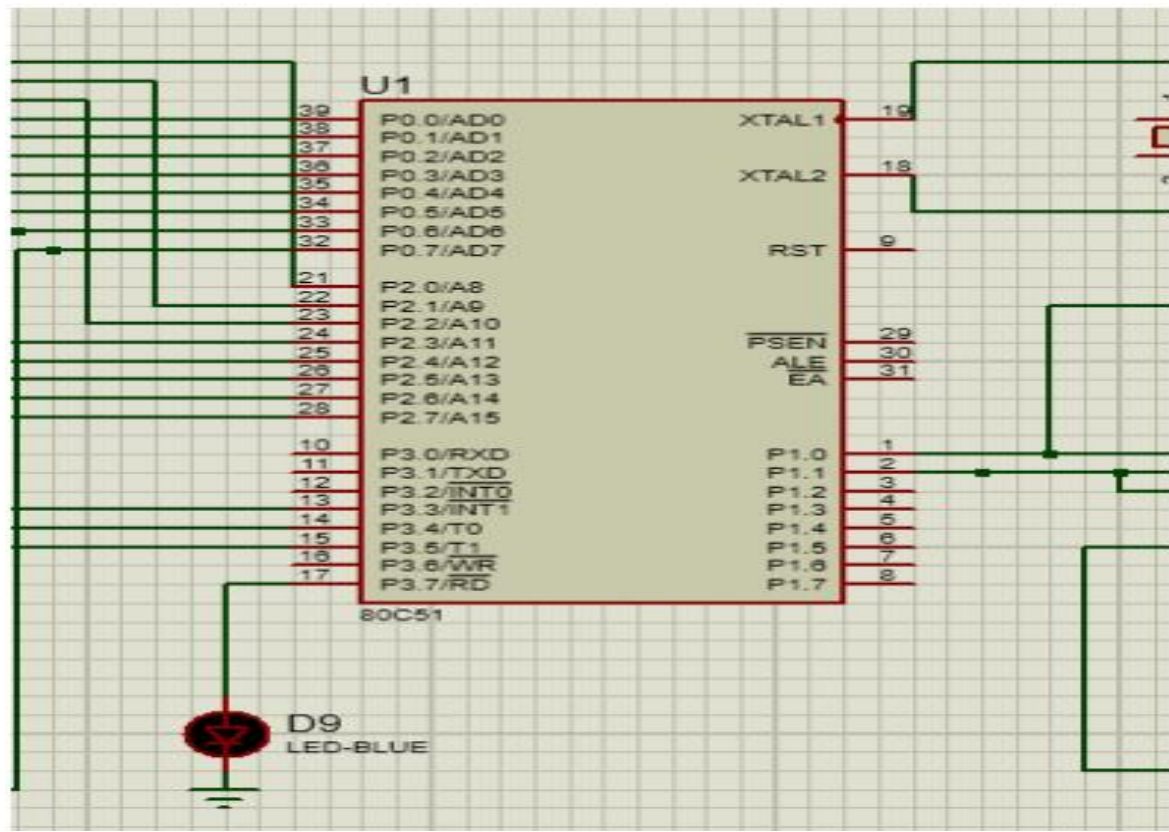 U1
39 P0.0/AD0
38 P0.1/AD1
37 P0.2/AD2
36 P0.3/AD3
35 P0.4/AD4
34 P0.5/AD5
33 P0.6/AD6
32 P0.7/AD7
21 P2.0/A8
22 P2.1/A9
23 P2.2/A10
24 P2.3/A11
25 P2.4/A12
26 P2.5/A13
27 P2.6/A14
28 P2.7/A15
10 P3.0/RXD
11 P3.1/TXD
12 P3.2/INT0
13 P3.3/INT1
14 P3.4/T0
15 P3.5/T1
16 P3.6/WR
17 P3.7/RD
XTAL1 19
XTAL2 18
RST 9
PSEN 29
ALE 30
EA 31
P1.0 1
P1.1 2
P1.2 3
P1.3 4
P1.4 5
P1.5 6
P1.6 7
P1.7 8
80C51
D9
LED-BLUE